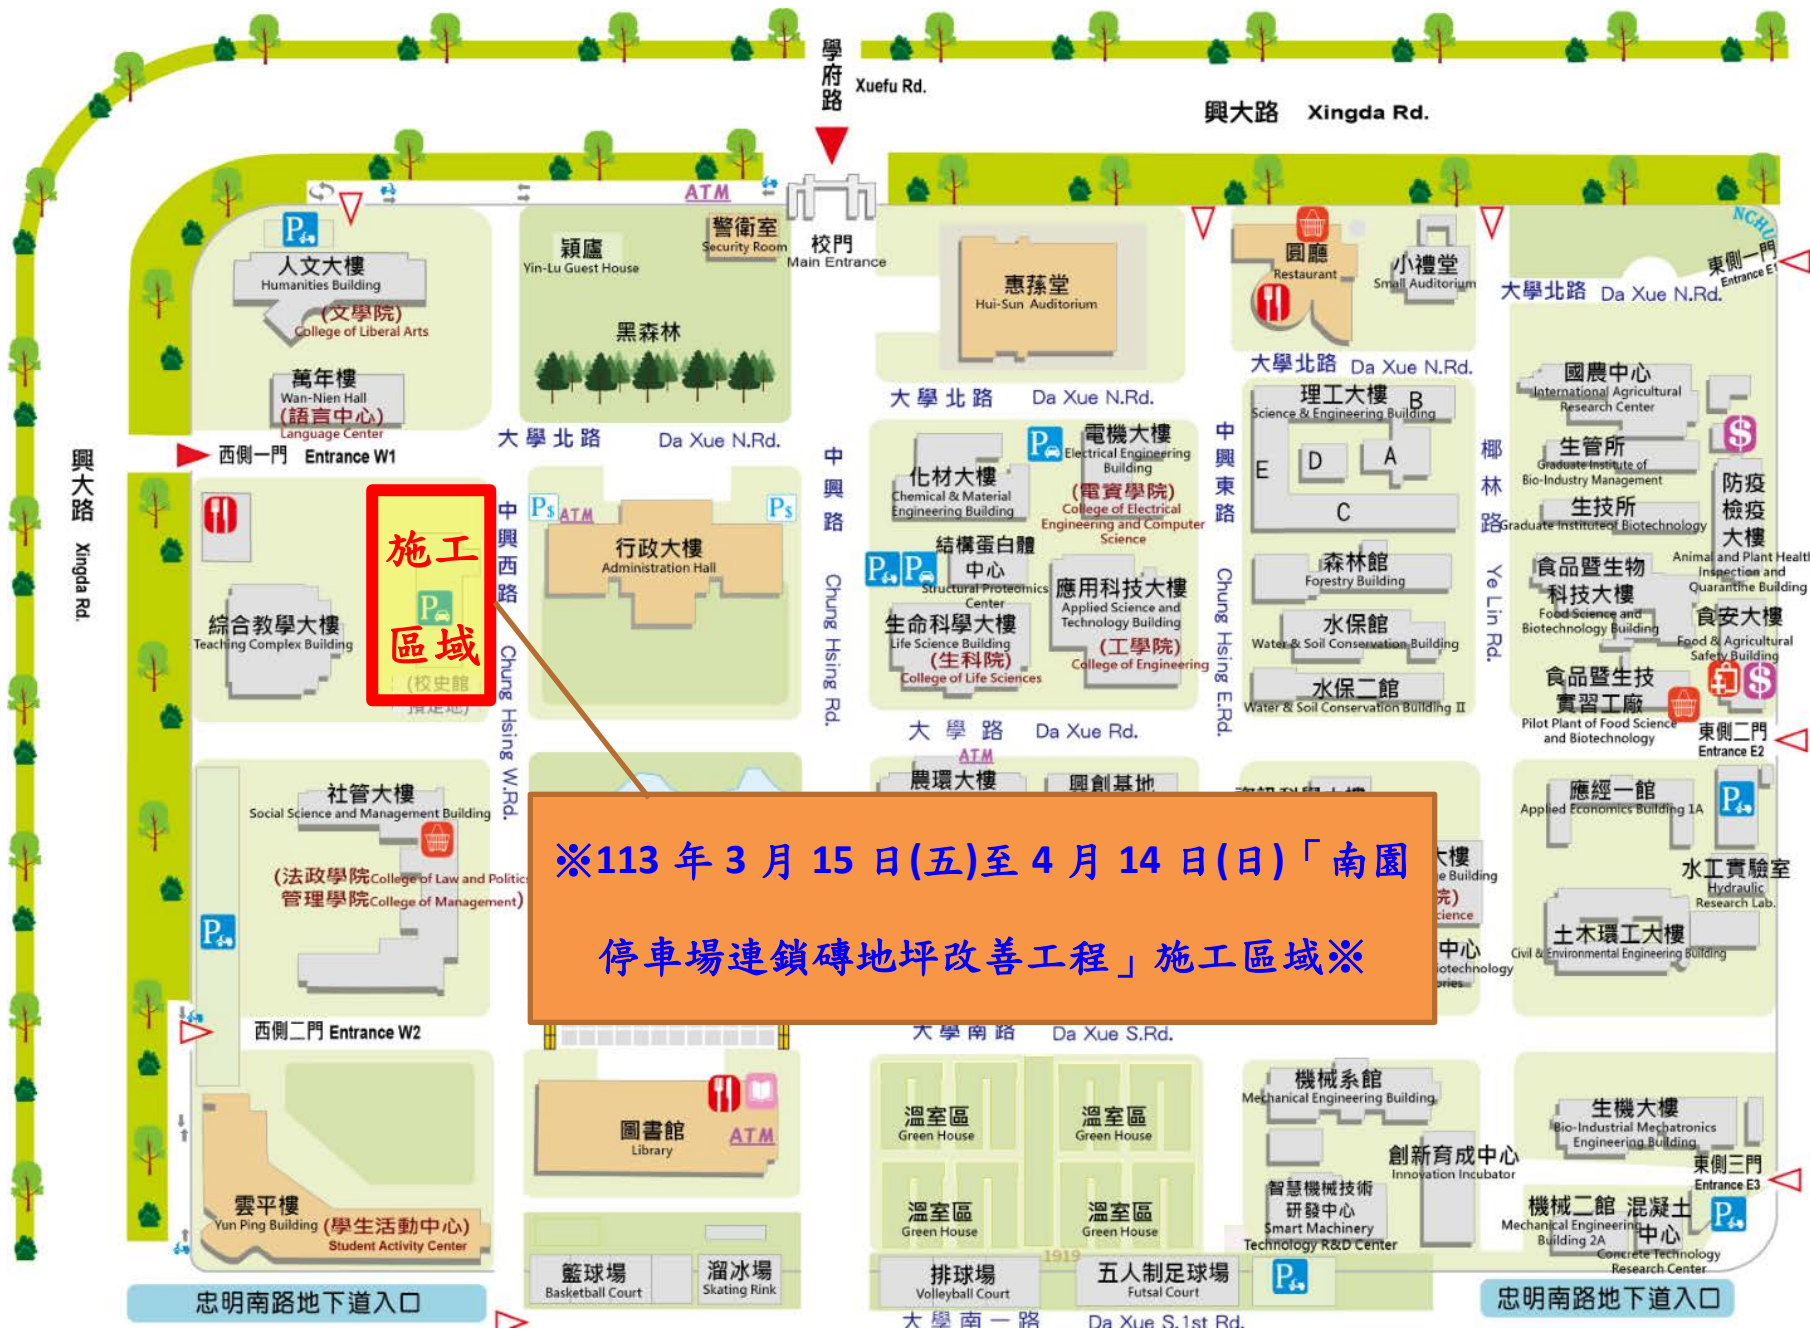 學府路
Xuefu Rd.
興大路 Xingda Rd.
ATM
警衛室
Security Room
校門
Main Entrance
穎廬
Yin-Lu Guest House
黑森林
人文大樓
Humanities Building
(文學院)
College of Liberal Arts
萬年樓
Wan-Nien Hall
(語言中心)
Language Center
惠蓀堂
Hui-Sun Auditorium
圓廳
Restaurant
小禮堂
Small Auditorium
NCHU
東側一門
Entrance E1
大學北路 Da Xue N.Rd.
大學北路 Da Xue N.Rd.
大學北路 Da Xue N.Rd.
大學北路 Da Xue N.Rd.
西側一門 Entrance W1
興大路 Xingda Rd.
施工
區域
P
(校史館
綜合教學大樓
Teaching Complex Building
中興西路 Chung Hsing W.Rd.
P$ ATM
P$
行政大樓
Administration Hall
中興路 Chung Hsing Rd.
化材大樓
Chemical & Material
Engineering Building
P
電機大樓
Electrical Engineering
Building
(電資學院)
College of Electrical
Engineering and Computer
Science
P P
結構蛋白體
中心
Structural Proteomics
Center
應用科技大樓
Applied Science and
Technology Building
(工學院)
College of Engineering
生命科學大樓
Life Science Building
(生科院)
College of Life Sciences
中興東路 Chung Hsing E.Rd.
理工大樓
Science & Engineering Building
A
B
C
D
E
森林館
Forestry Building
水保館
Water & Soil Conservation Building
水保二館
Water & Soil Conservation Building II
椰林路 Ye Lin Rd.
國農中心
International Agricultural
Research Center
生管所
Graduate Institute of
Bio-Industry Management
生技所
Graduate Instituteof Biotechnology
防疫
檢疫
大樓
Animal and Plant Health
Inspection and
Quarantine Building
食品暨生物
科技大樓
Food Science and
Biotechnology Building
食安大樓
Food & Agricultural
Safety Building
食品暨生技
實習工廠
Pilot Plant of Food Science
and Biotechnology
東側二門
Entrance E2
大學路 Da Xue Rd.
ATM
農環大樓
興創基地
社管大樓
Social Science and Management Building
(法政學院College of Law and Politics
管理學院College of Management)
P
※113 年 3 月 15 日(五)至 4 月 14 日(日)「南園
停車場連鎖磚地坪改善工程」施工區域※
大樓
Building
中心
應經一館
Applied Economics Building 1A
P
水工實驗室
Hydraulic
Research Lab.
土木環工大樓
Civil & Environmental Engineering Building
西側二門 Entrance W2
大學南路 Da Xue S.Rd.
圖書館
Library
ATM
雲平樓
Yun Ping Building
(學生活動中心)
Student Activity Center
溫室區
Green House
溫室區
Green House
溫室區
Green House
溫室區
Green House
1919
機械系館
Mechanical Engineering Building
創新育成中心
Innovation Incubator
智慧機械技術
研發中心
Smart Machinery
Technology R&D Center
生機大樓
Bio-Industrial Mechatronics
Engineering Building
東側三門
Entrance E3
機械二館
Mechanical Engineering
Building 2A
混凝土
中心
Concrete Technology
Research Center
P
籃球場
Basketball Court
溜冰場
Skating Rink
排球場
Volleyball Court
五人制足球場
Futsal Court
P
忠明南路地下道入口
忠明南路地下道入口
大學南一路 Da Xue S.1st Rd.